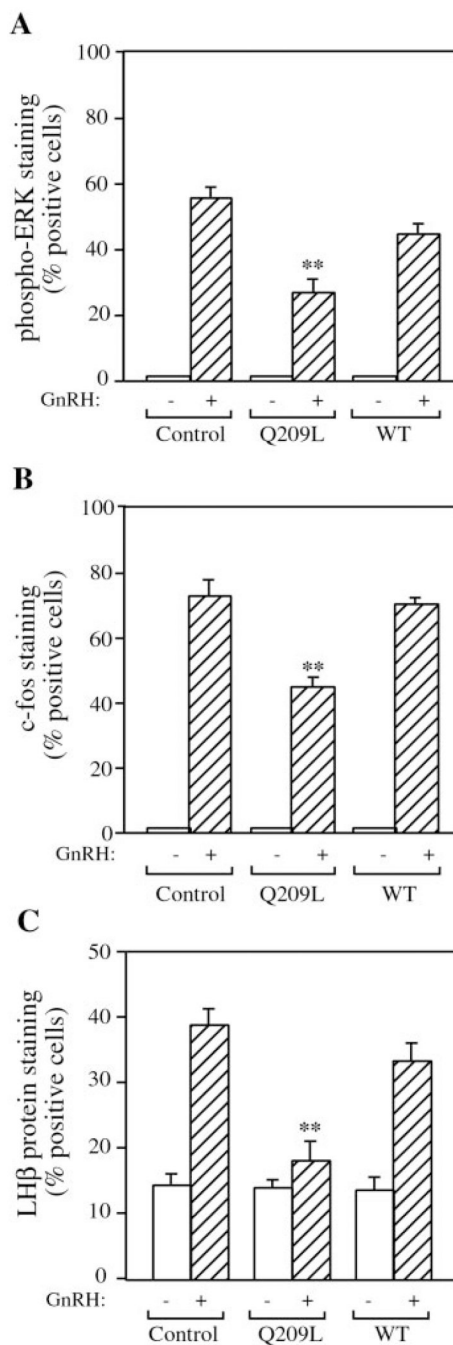 A
phospho-ERK staining
(% positive cells)
100
80
60
**
40
20
0
GnRH: - + - + - +
Control Q209L WT
B
c-fos staining
(% positive cells)
100
80
60
**
40
20
0
GnRH: - + - + - +
Control Q209L WT
C
LHβ protein staining
(% positive cells)
50
40
30
**
20
10
0
GnRH: - + - + - +
Control Q209L WT